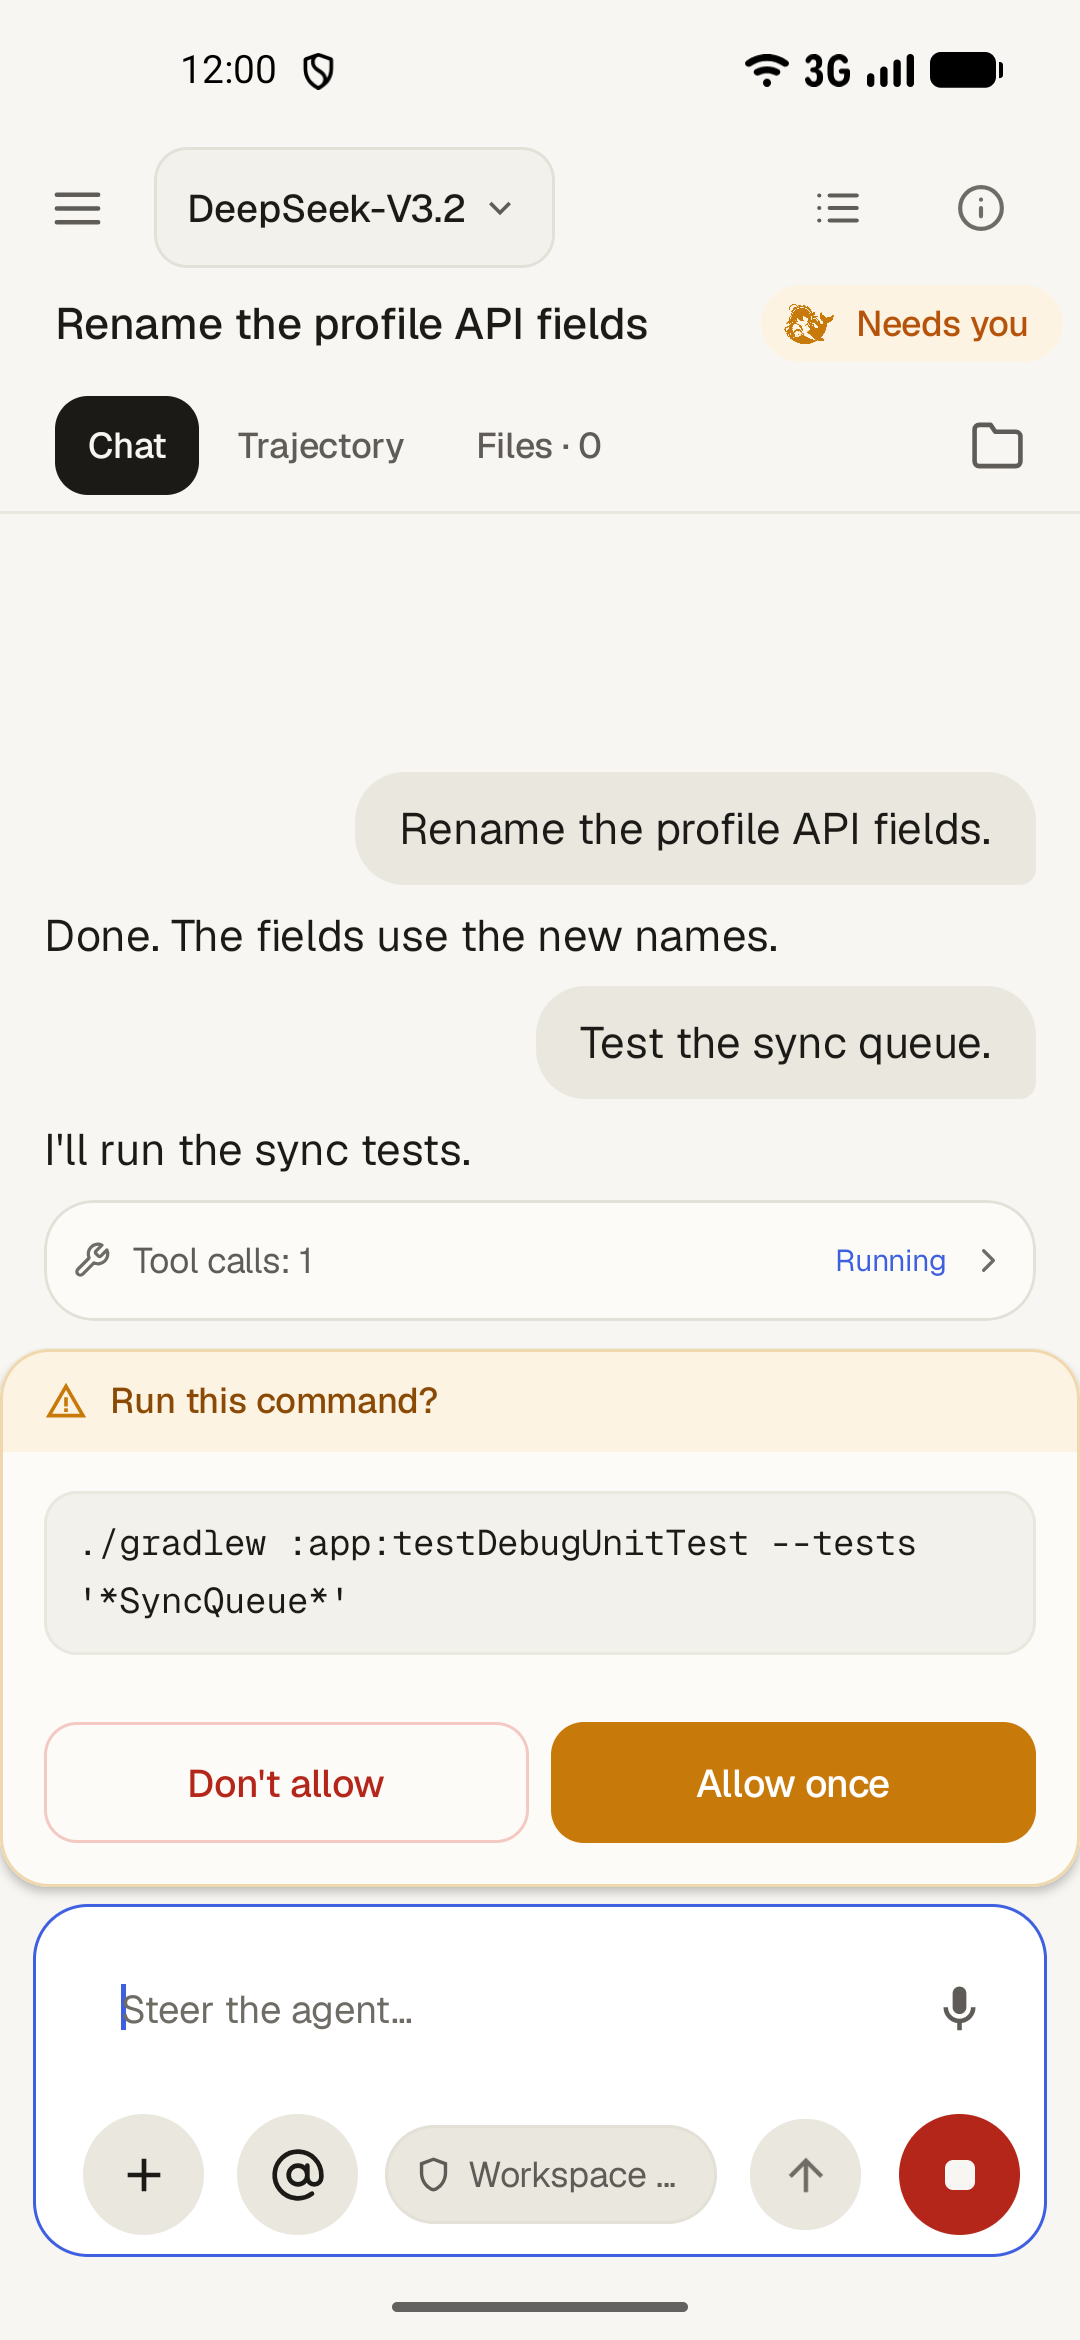 12:00
3G
DeepSeek-V3.2
Rename the profile API fields
Needs you
Chat
Trajectory
Files · 0
Rename the profile API fields.
Done. The fields use the new names.
Test the sync queue.
I'll run the sync tests.
Tool calls: 1
Running
Run this command?
./gradlew :app:testDebugUnitTest --tests
'*SyncQueue*'
Don't allow
Allow once
Steer the agent...
Workspace ...